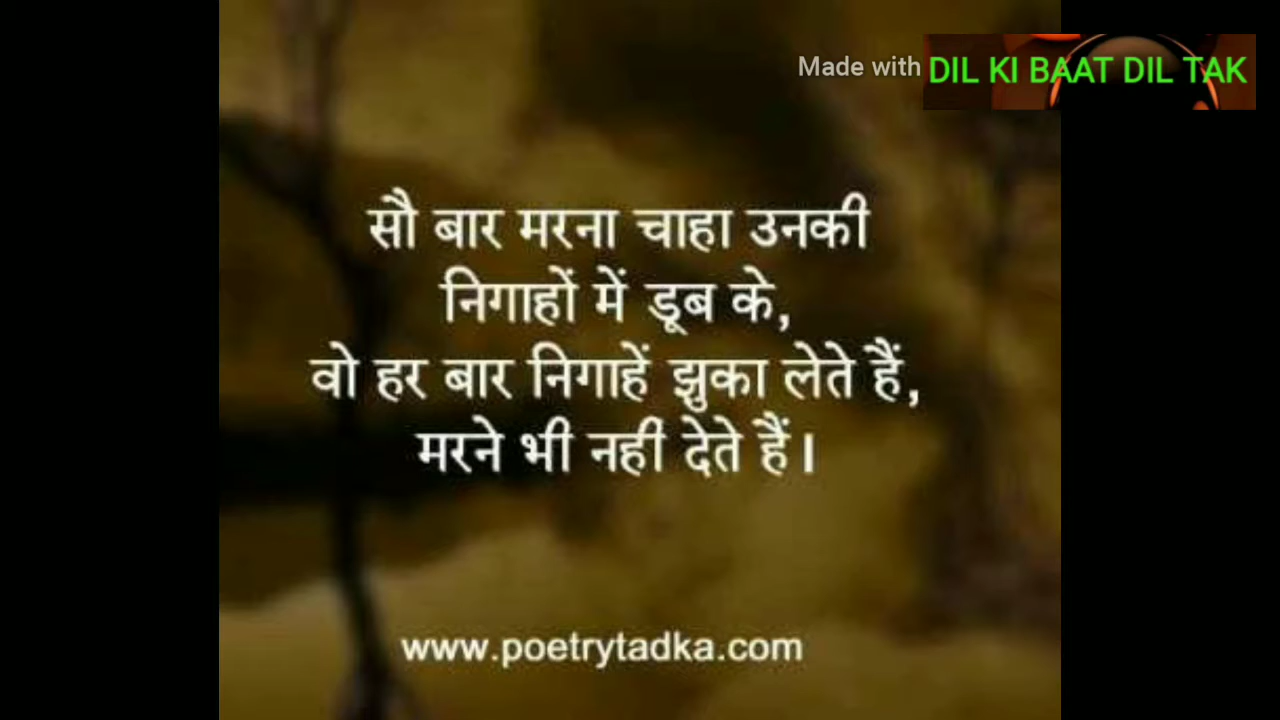 Made with DIL KI BAAT DIL TAK
सौ बार मरना चाहा उनकी
निगाहों में डूब के,
वो हर बार निगाहें झुका लेते हैं,
मरने भी नही देते हैं।
www.poetrytadka.com